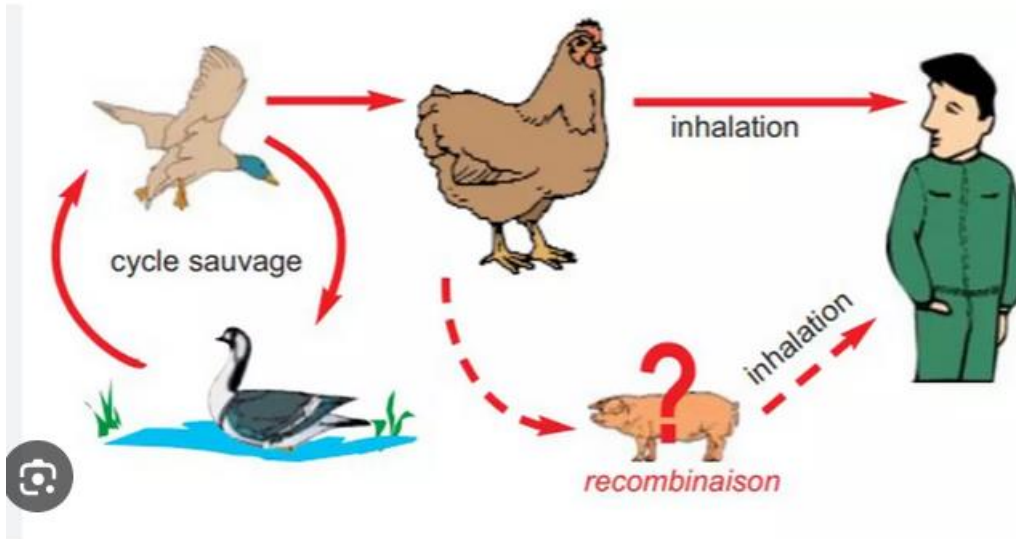 inhalation
cycle sauvage
inhalation
?
recombinaison